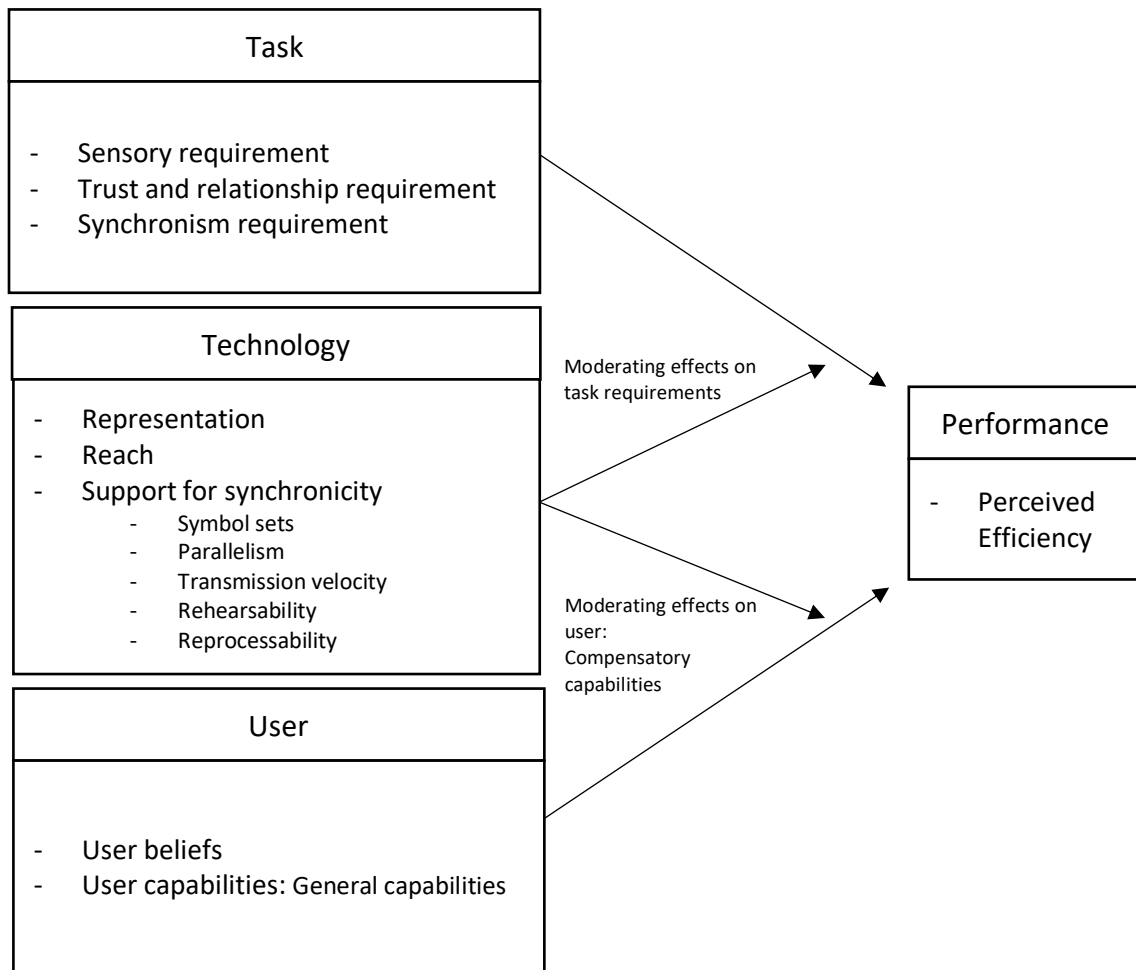 Task
- Sensory requirement
- Trust and relationship requirement
- Synchronism requirement
Technology
- Representation
- Reach
- Support for synchronicity
- Symbol sets
- Parallelism
- Transmission velocity
- Rehearsability
- Reprocessability
User
- User beliefs
- User capabilities: General capabilities
Moderating effects on
task requirements
Moderating effects on
user:
Compensatory
capabilities
Performance
- Perceived
Efficiency